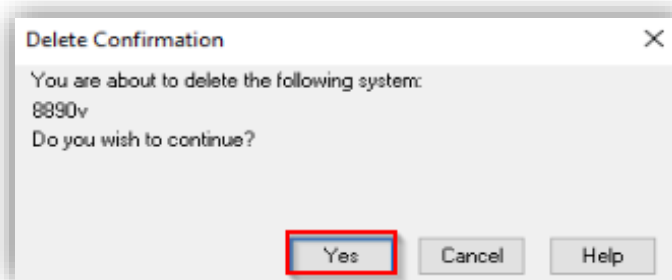 Delete Confirmation
You are about to delete the following system:
8890v
Do you wish to continue?
Yes Cancel Help